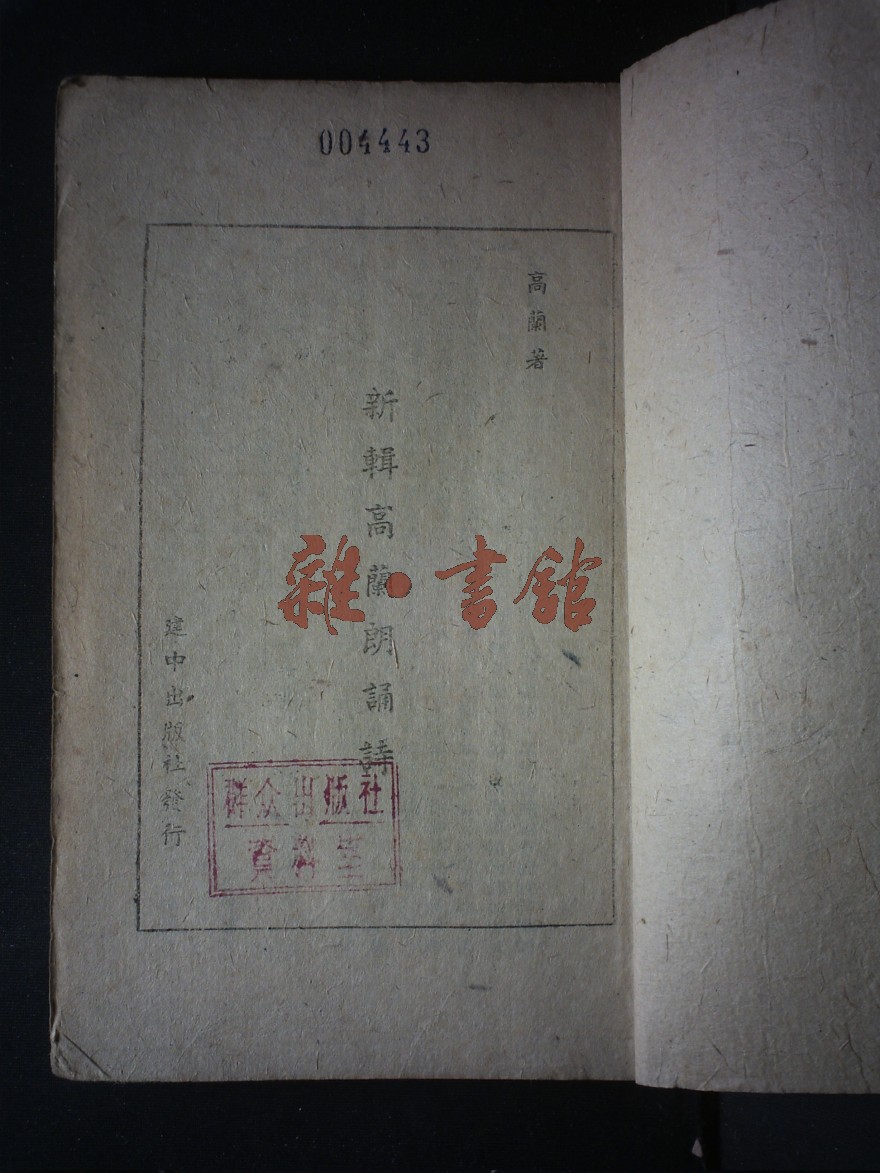 004443
高蘭著
新輯高蘭朗誦詩
雜·書館
建中出版社發行
群众出版社
資料室